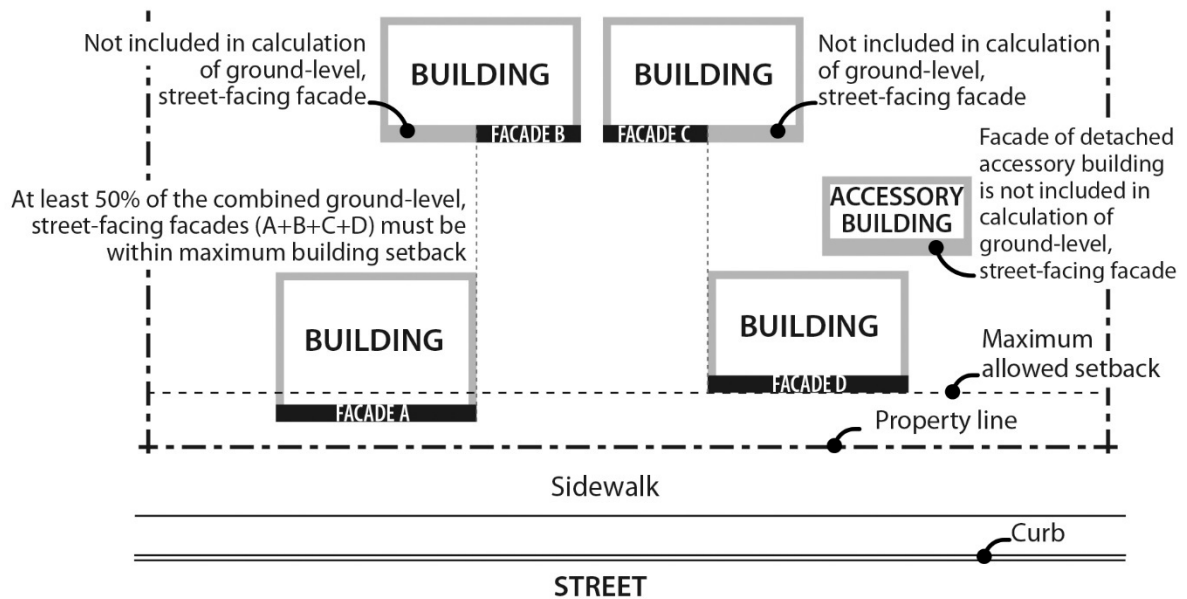 Not included in calculation
of ground-level,
street-facing facade
BUILDING
FACADE B
BUILDING
FACADE C
Not included in calculation
of ground-level,
street-facing facade
Facade of detached
accessory building
is not included in
calculation of
ground-level,
street-facing facade
ACCESSORY
BUILDING
At least 50% of the combined ground-level,
street-facing facades (A+B+C+D) must be
within maximum building setback
BUILDING
FACADE A
BUILDING
FACADE D
Maximum
allowed setback
Property line
Sidewalk
Curb
STREET